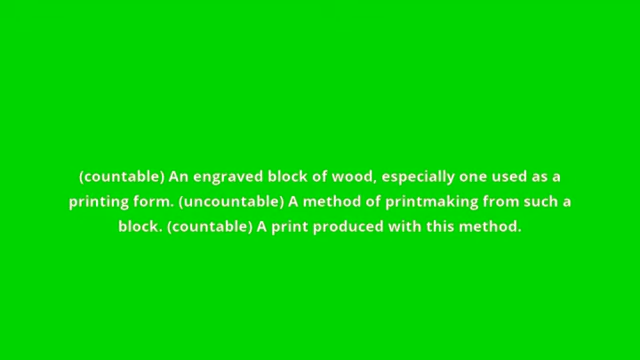 (countable) An engraved block of wood, especially one used as a
printing form. (uncountable) A method of printmaking from such a
block. (countable) A print produced with this method.